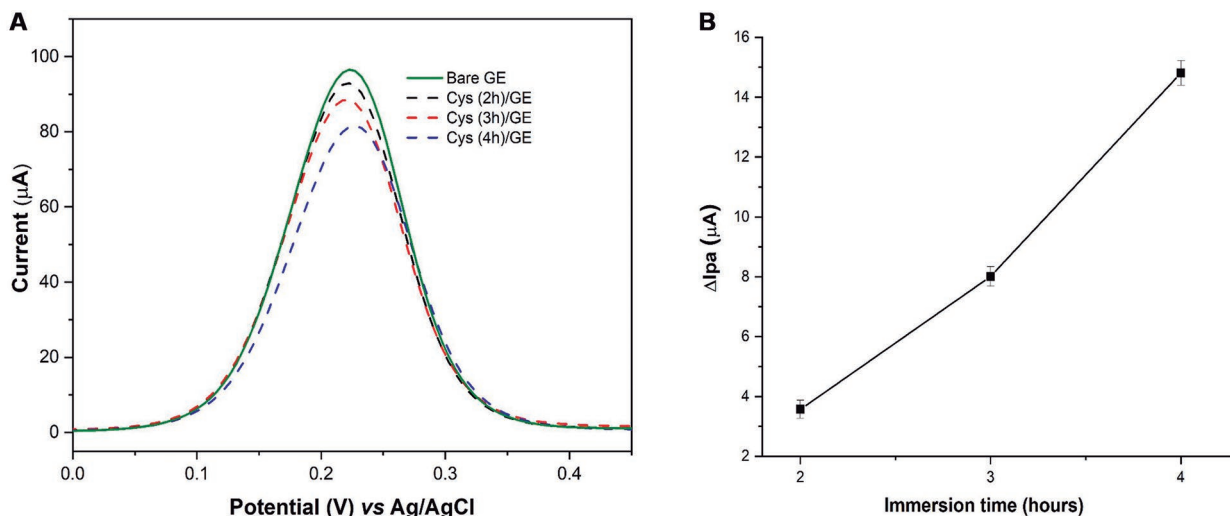 A
100
80
60
40
20
0
Current (μA)
0.0 0.1 0.2 0.3 0.4
Potential (V) vs Ag/AgCl
Bare GE
Cys (2h)/GE
Cys (3h)/GE
Cys (4h)/GE
B
16
14
12
10
8
6
4
2
ΔIpa (μA)
2 3 4
Immersion time (hours)